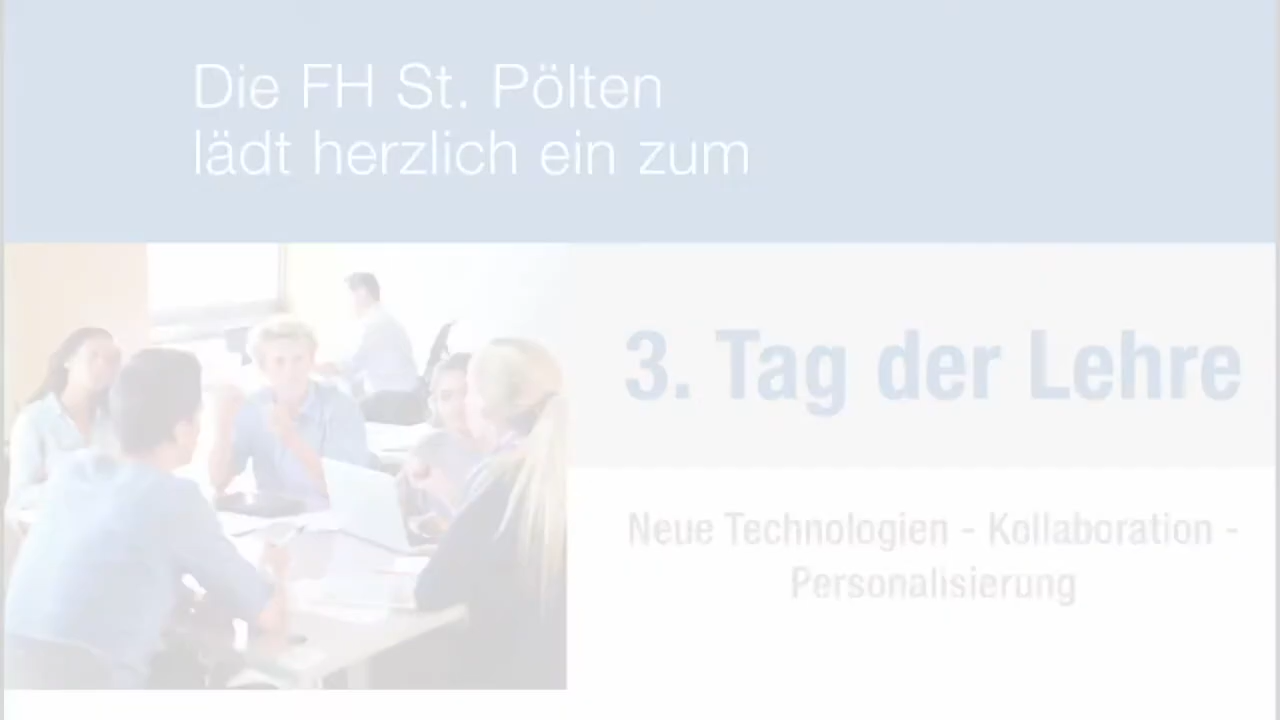 Die FH St. Pölten
lädt herzlich ein zum
3. Tag der Lehre
Neue Technologien - Kollaboration -
Personalisierung